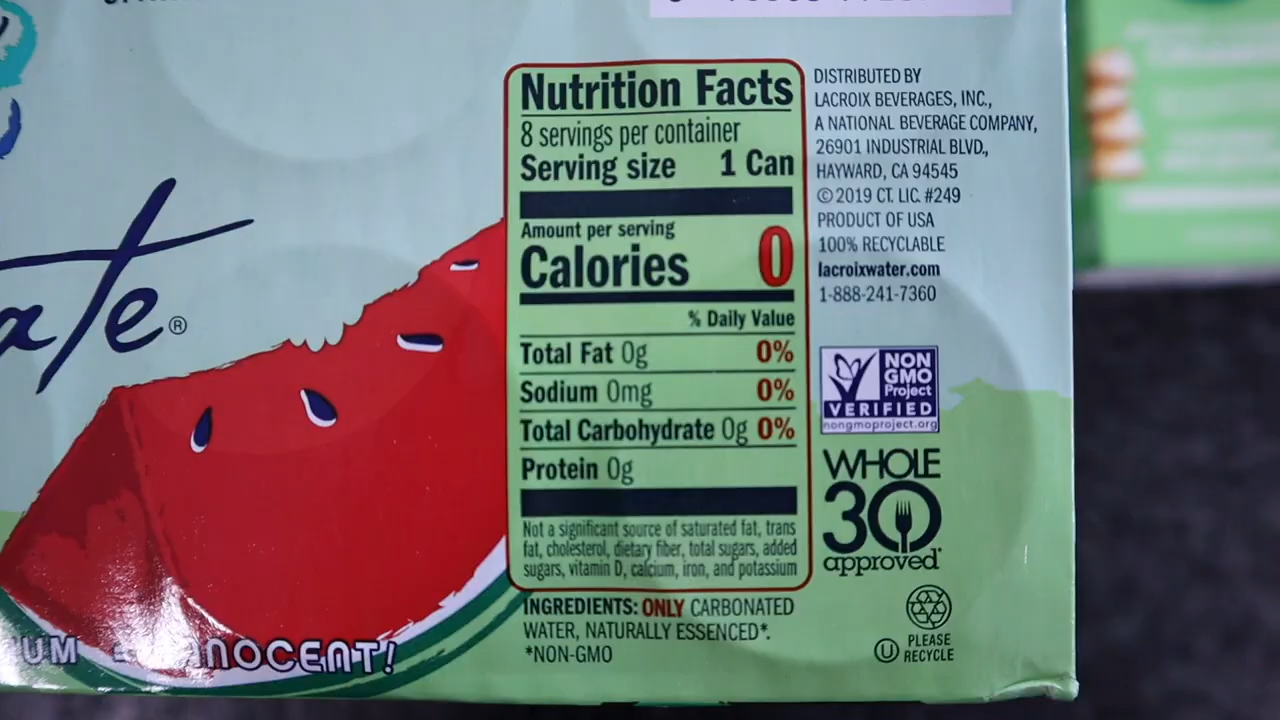 ate®
NOCENT!
Nutrition Facts
8 servings per container
Serving size 1 Can
Amount per serving
Calories 0
% Daily Value
Total Fat 0g 0%
Sodium 0mg 0%
Total Carbohydrate 0g 0%
Protein 0g
Not a significant source of saturated fat, trans
fat, cholesterol, dietary fiber, total sugars, added
sugars, vitamin D, calcium, iron, and potassium
INGREDIENTS: ONLY CARBONATED
WATER, NATURALLY ESSENCED*.
*NON-GMO
DISTRIBUTED BY
LACROIX BEVERAGES, INC.,
A NATIONAL BEVERAGE COMPANY,
26901 INDUSTRIAL BLVD.,
HAYWARD, CA 94545
©2019 CT. LIC. #249
PRODUCT OF USA
100% RECYCLABLE
lacroixwater.com
1-888-241-7360
NON
GMO
Project
VERIFIED
nongmoproject.org
WHOLE
30
approved®
U
PLEASE
RECYCLE